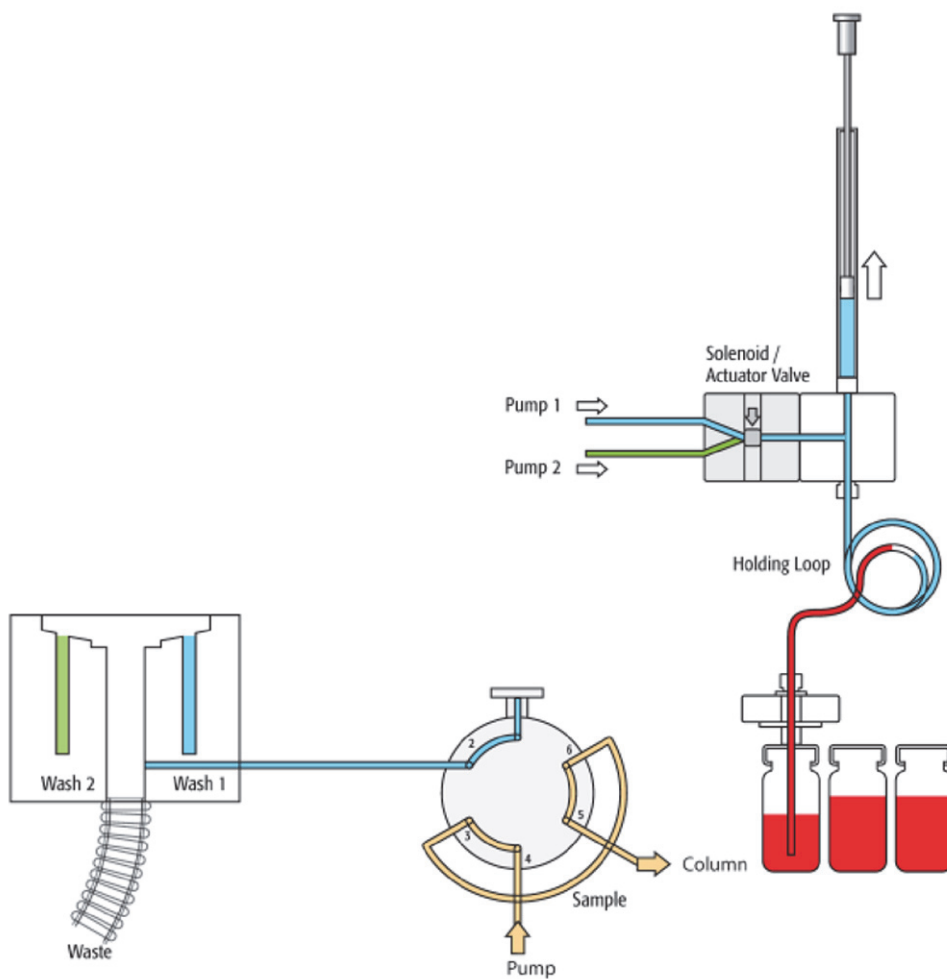 Solenoid /
Actuator Valve
Pump 1
Pump 2
Holding Loop
Wash 2
Wash 1
2
6
3
5
4
Column
Sample
Waste
Pump